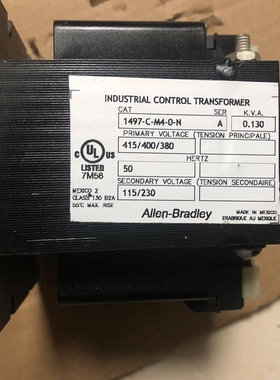 INDUSTRIAL CONTROL TRANSFORMER
CAT SER K.V.A.
1497-C-M4-0-N A 0.130
PRIMARY VOLTAGE (TENSION PRINCIPALE)
415/400/380
HERTZ
50
SECONDARY VOLTAGE (TENSION SECONDAIRE)
115/230
C UL US
LISTED
7M58
MEXICO 2
CLASS 130 B2A
55°C MAX. RISE
Allen-Bradley
MADE IN MEXICO
FABRIQUE AU MEXIQUE